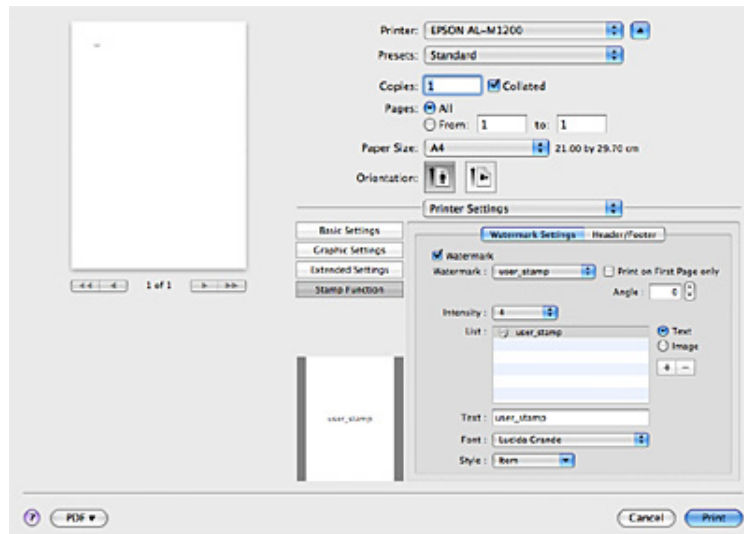 Printer: EPSON AL-M1200
Presets: Standard
Copies: 1 Collated
Pages: All
From: 1 to: 1
Paper Size: A4 21.00 by 29.70 cm
Orientation:
Printer Settings
Basic Settings
Graphic Settings
Extended Settings
Stamp Function
1 of 1
Watermark Settings Header/Footer
Watermark
Watermark : user_stamp Print on First Page only
Angle : 0
Intensity : 4
List : user_stamp Text
Image
+ −
user_stamp
Text : user_stamp
Font : Lucida Grande
Style :
? PDF ▾ Cancel Print